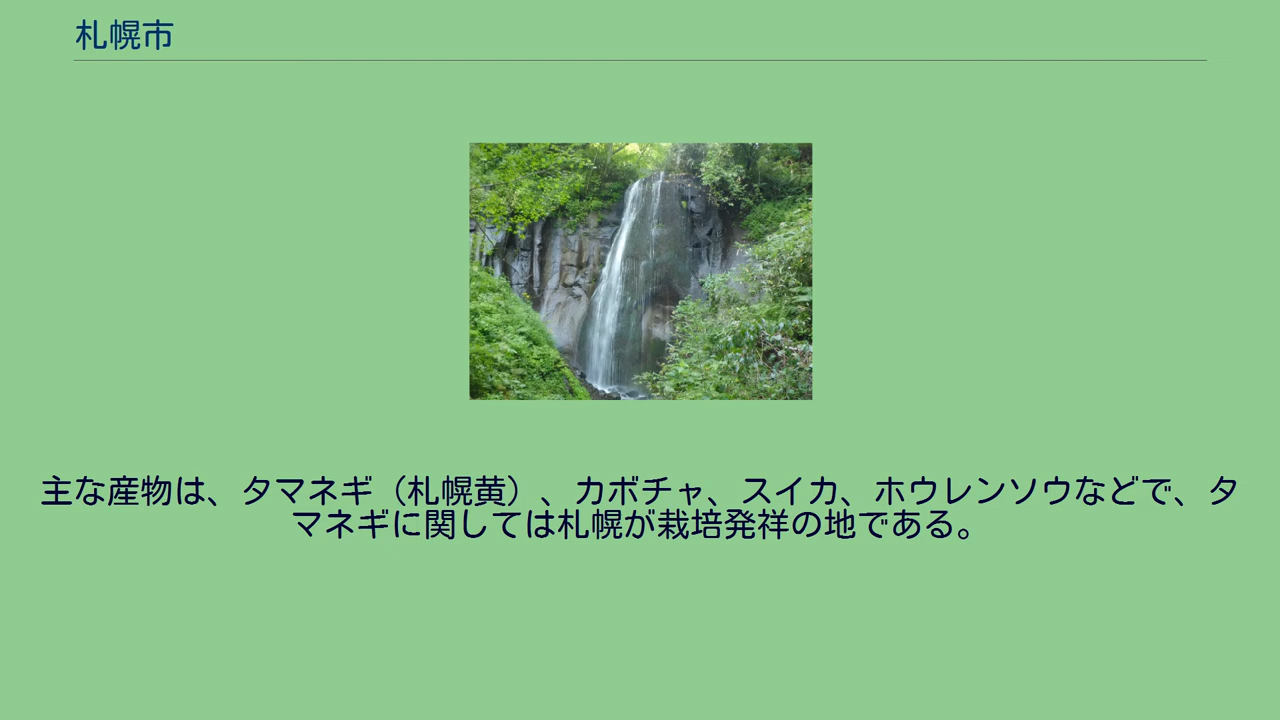 札幌市
主な産物は、タマネギ（札幌黄）、カボチャ、スイカ、ホウレンソウなどで、タ
マネギに関しては札幌が栽培発祥の地である。